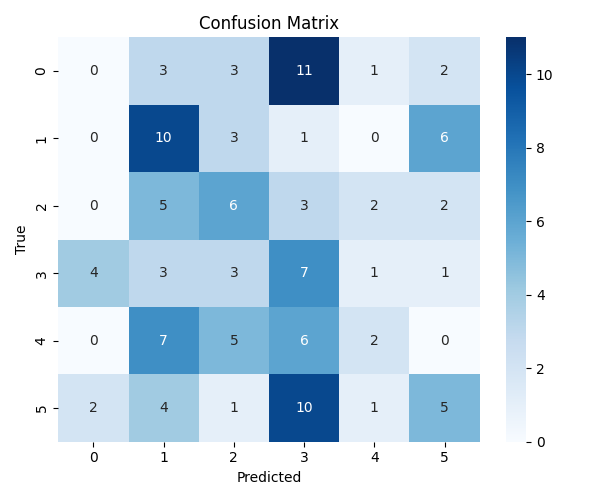 Confusion Matrix
True
0 0 3 3 11 1 2
1 0 10 3 1 0 6
2 0 5 6 3 2 2
3 4 3 3 7 1 1
4 0 7 5 6 2 0
5 2 4 1 10 1 5
0 1 2 3 4 5
Predicted
10
8
6
4
2
0